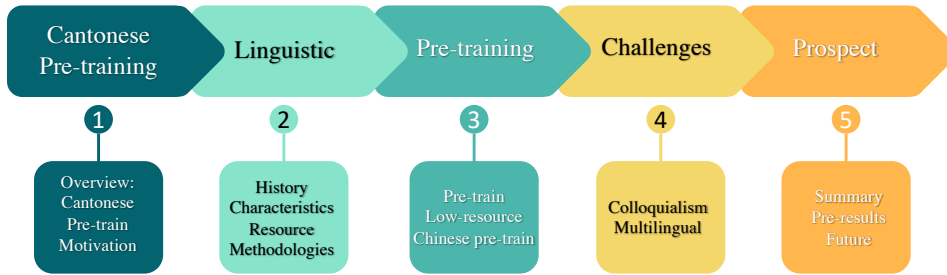 Cantonese
Pre-training
Linguistic
Pre-training
Challenges
Prospect
1
2
3
4
5
Overview:
Cantonese
Pre-train
Motivation
History
Characteristics
Resource
Methodologies
Pre-train
Low-resource
Chinese pre-train
Colloquialism
Multilingual
Summary
Pre-results
Future